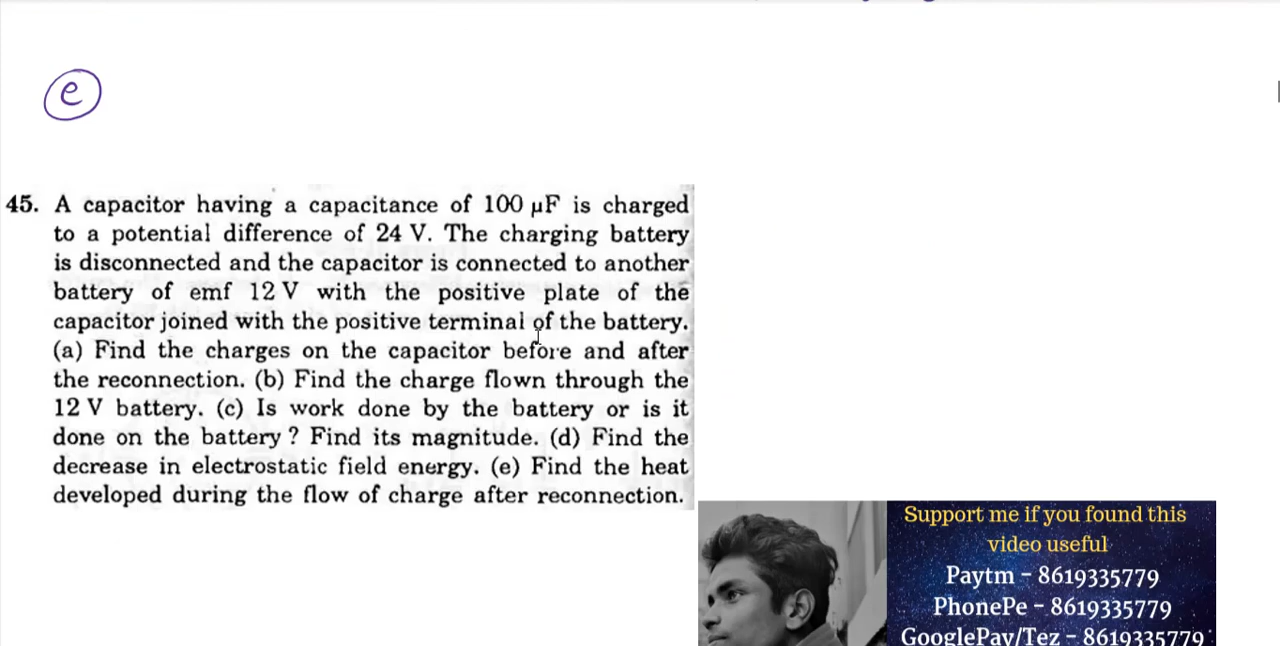 e
45. A capacitor having a capacitance of 100 µF is charged
to a potential difference of 24 V. The charging battery
is disconnected and the capacitor is connected to another
battery of emf 12 V with the positive plate of the
capacitor joined with the positive terminal of the battery.
(a) Find the charges on the capacitor before and after
the reconnection. (b) Find the charge flown through the
12 V battery. (c) Is work done by the battery or is it
done on the battery ? Find its magnitude. (d) Find the
decrease in electrostatic field energy. (e) Find the heat
developed during the flow of charge after reconnection.
Support me if you found this
video useful
Paytm - 8619335779
PhonePe - 8619335779
GooglePay/Tez - 8619335779